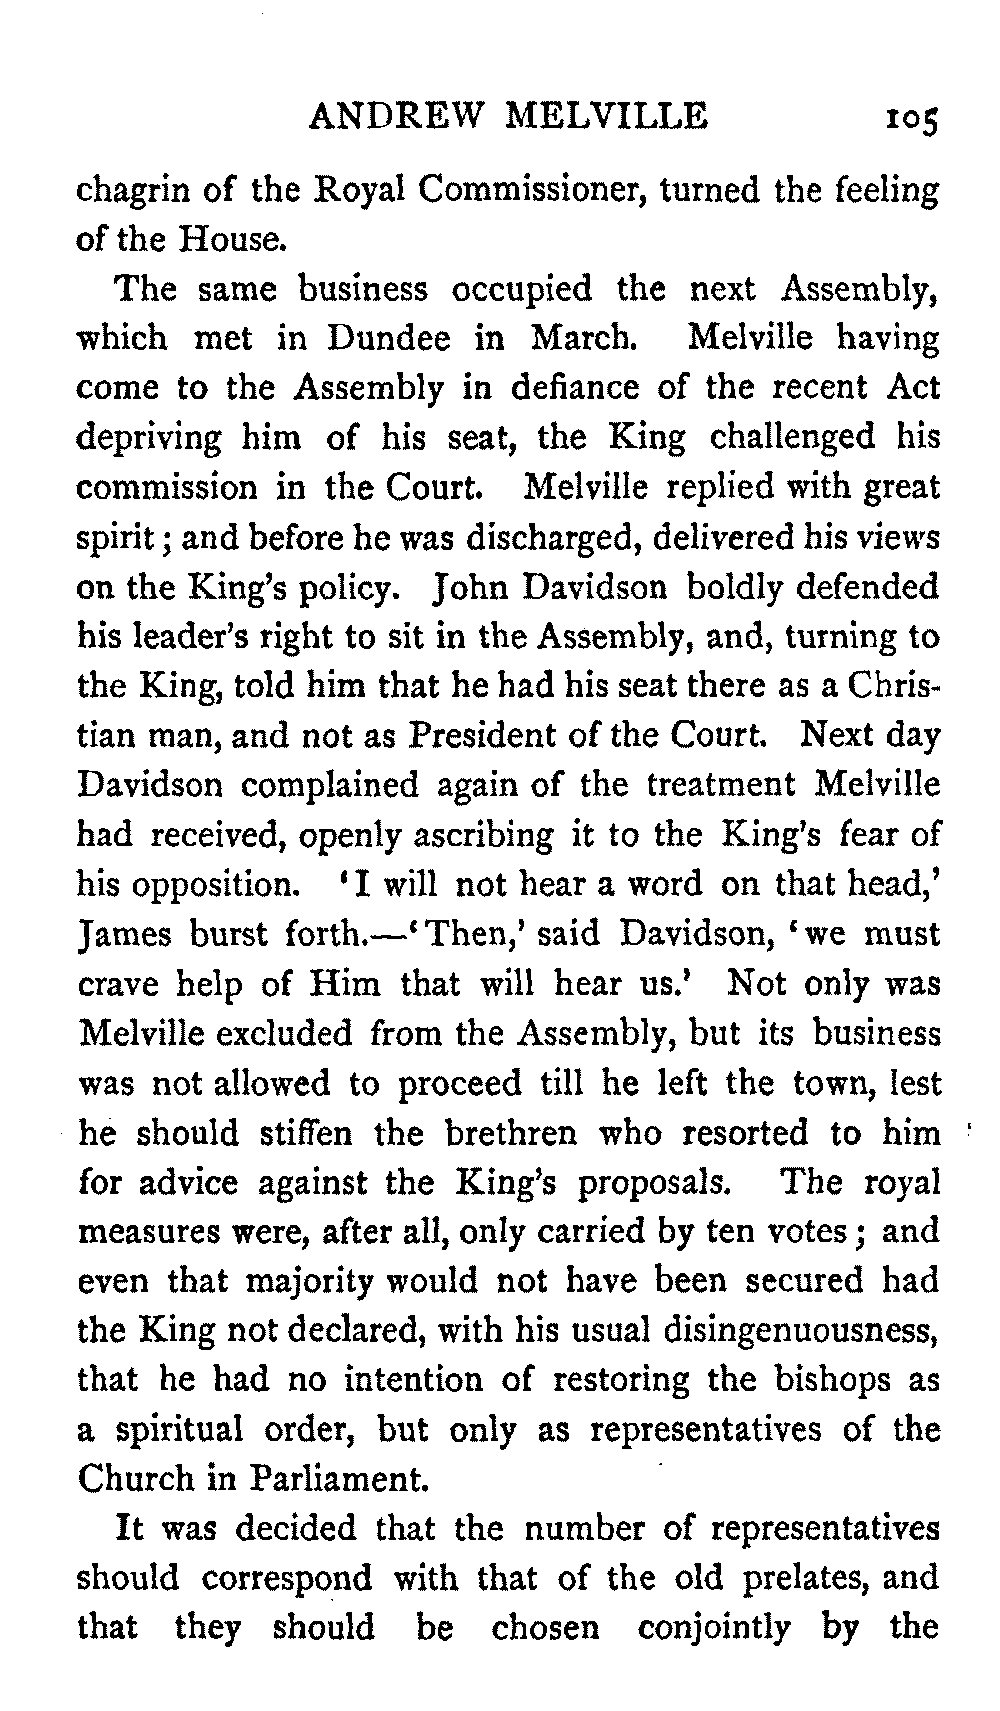 ANDREW MELVILLE 105
chagrin of the Royal Commissioner, turned the feeling
of the House.
The same business occupied the next Assembly,
which met in Dundee in March. Melville having
come to the Assembly in defiance of the recent Act
depriving him of his seat, the King challenged his
commission in the Court. Melville replied with great
spirit; and before he was discharged, delivered his views
on the King's policy. John Davidson boldly defended
his leader's right to sit in the Assembly, and, turning to
the King, told him that he had his seat there as a Chris-
tian man, and not as President of the Court. Next day
Davidson complained again of the treatment Melville
had received, openly ascribing it to the King's fear of
his opposition. 'I will not hear a word on that head,'
James burst forth.—'Then,' said Davidson, 'we must
crave help of Him that will hear us.' Not only was
Melville excluded from the Assembly, but its business
was not allowed to proceed till he left the town, lest
he should stiffen the brethren who resorted to him
for advice against the King's proposals. The royal
measures were, after all, only carried by ten votes; and
even that majority would not have been secured had
the King not declared, with his usual disingenuousness,
that he had no intention of restoring the bishops as
a spiritual order, but only as representatives of the
Church in Parliament.
It was decided that the number of representatives
should correspond with that of the old prelates, and
that they should be chosen conjointly by the